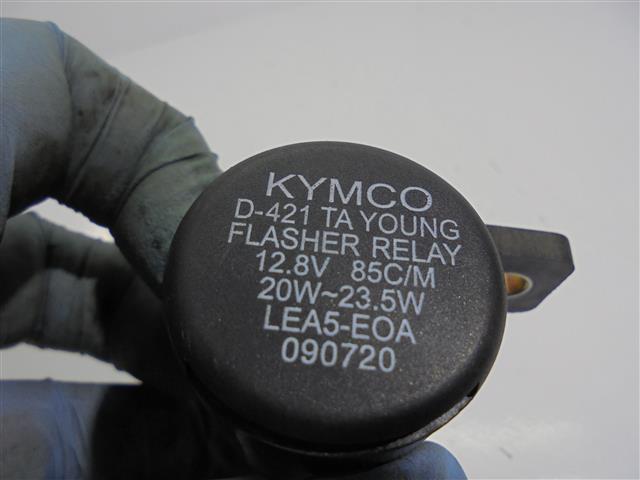 KYMCO
D-421 TA YOUNG
FLASHER RELAY
12.8V 85C/M
20W~23.5W
LEA5-EOA
090720